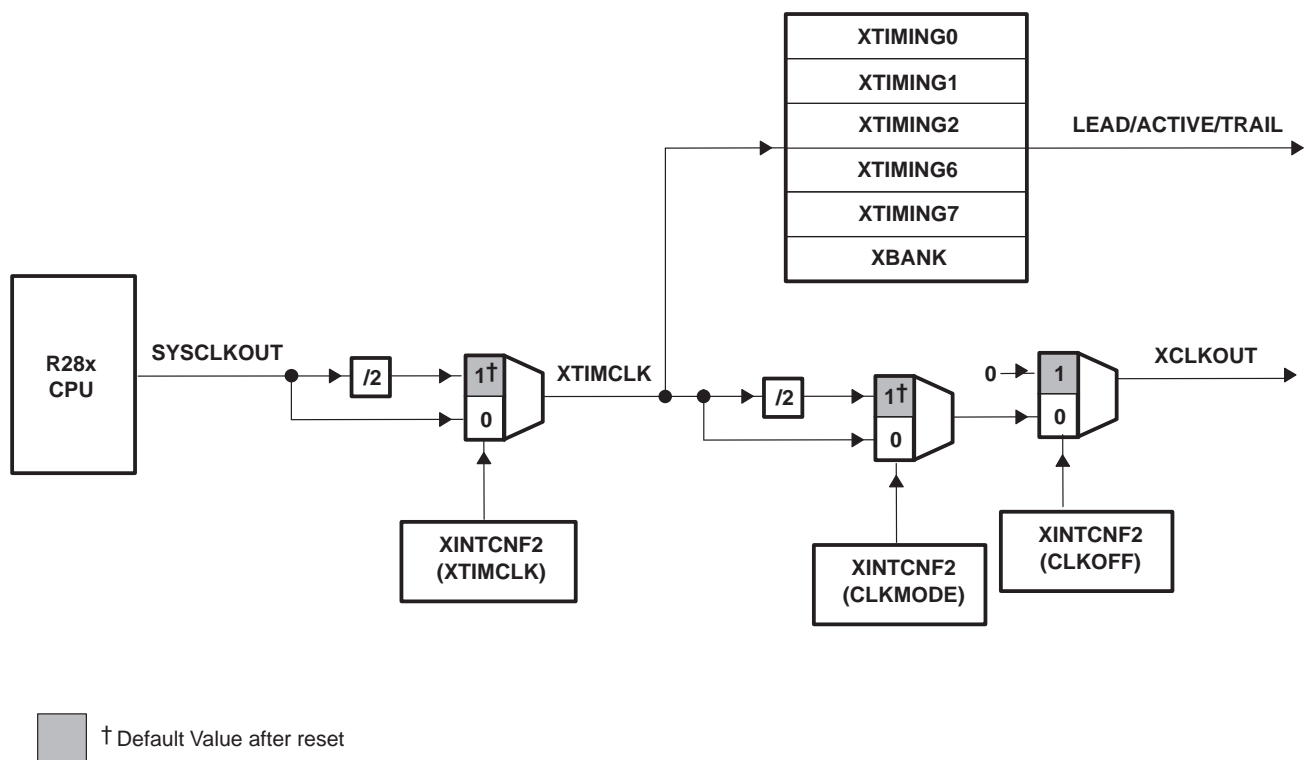 XTIMING0
XTIMING1
XTIMING2
LEAD/ACTIVE/TRAIL
XTIMING6
XTIMING7
XBANK
R28x
CPU
SYSCLKOUT
/2
1†
0
XTIMCLK
/2
1†
0
0
1
0
XCLKOUT
XINTCNF2
(XTIMCLK)
XINTCNF2
(CLKMODE)
XINTCNF2
(CLKOFF)
† Default Value after reset